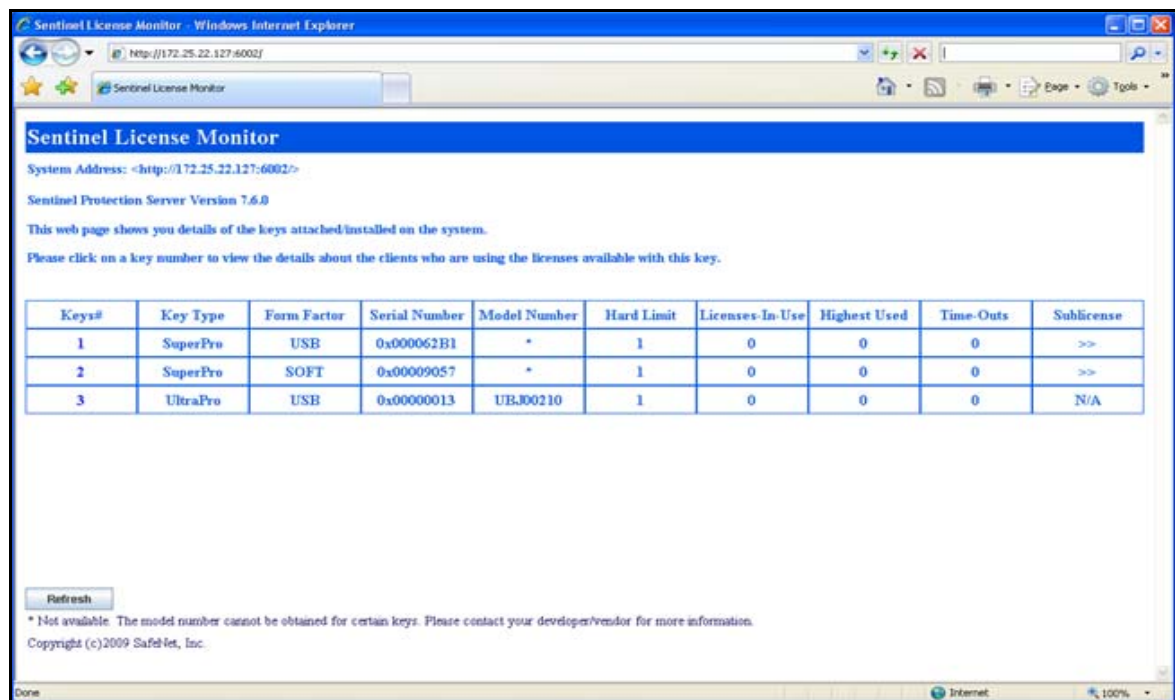 Sentinel License Monitor - Windows Internet Explorer
http://172.25.22.127:6002/
Sentinel License Monitor
Page Tools
Sentinel License Monitor
System Address: <http://172.25.22.127:6002/>
Sentinel Protection Server Version 7.6.0
This web page shows you details of the keys attached/installed on the system.
Please click on a key number to view the details about the clients who are using the licenses available with this key.
Keys# Key Type Form Factor Serial Number Model Number Hard Limit Licenses-In-Use Highest Used Time-Outs Sublicense
1 SuperPro USB 0x000062B1 * 1 0 0 0 >>
2 SuperPro SOFT 0x00009057 * 1 0 0 0 >>
3 UltraPro USB 0x00000013 UBJ00210 1 0 0 0 N/A
Refresh
* Not available. The model number cannot be obtained for certain keys. Please contact your developer/vendor for more information.
Copyright (c)2009 SafeNet, Inc.
Done Internet 100%